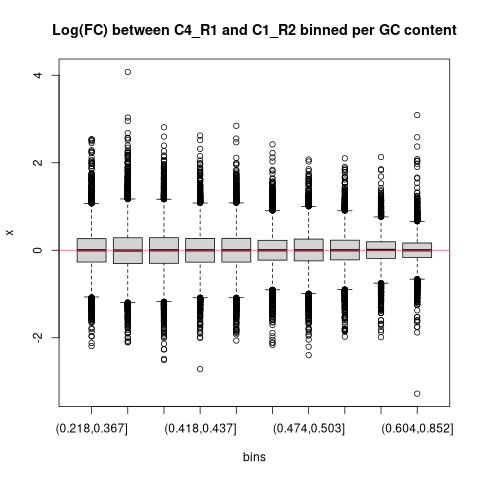 Log(FC) between C4_R1 and C1_R2 binned per GC content
4
2
0
-2
x
(0.218,0.367] (0.418,0.437] (0.474,0.503] (0.604,0.852]
bins